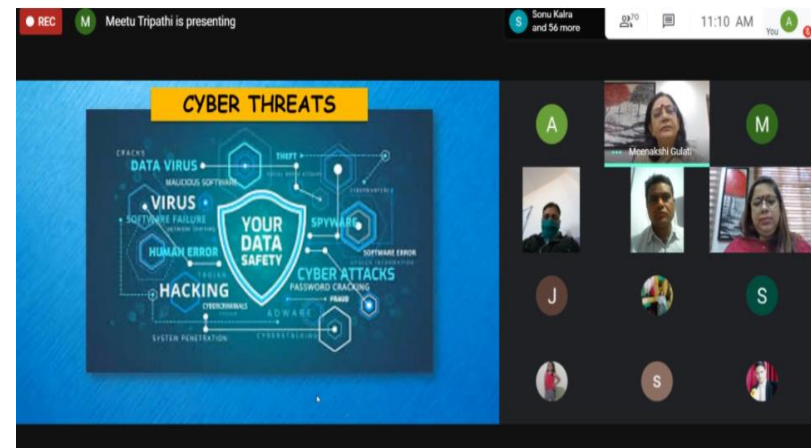 REC
M
Meetu Tripathi is presenting
S
Sonu Kalra
and 56 more
70
11:10 AM
You
A
CYBER THREATS
CRACKS
DATA VIRUS
THEFT
MALICIOUS SOFTWARE
VIRUS
SOFTWARE FAILURE
SPYWARE
YOUR
DATA
SAFETY
HUMAN ERROR
SOFTWARE ERROR
TROJAN
CYBER ATTACKS
HACKING
PASSWORD CRACKING
CYBERCRIMINALS
FRAUD
ADWARE
SYSTEM PENETRATION
CYBERSTALKING
A
Meenakshi Gulati
M
J
S
S